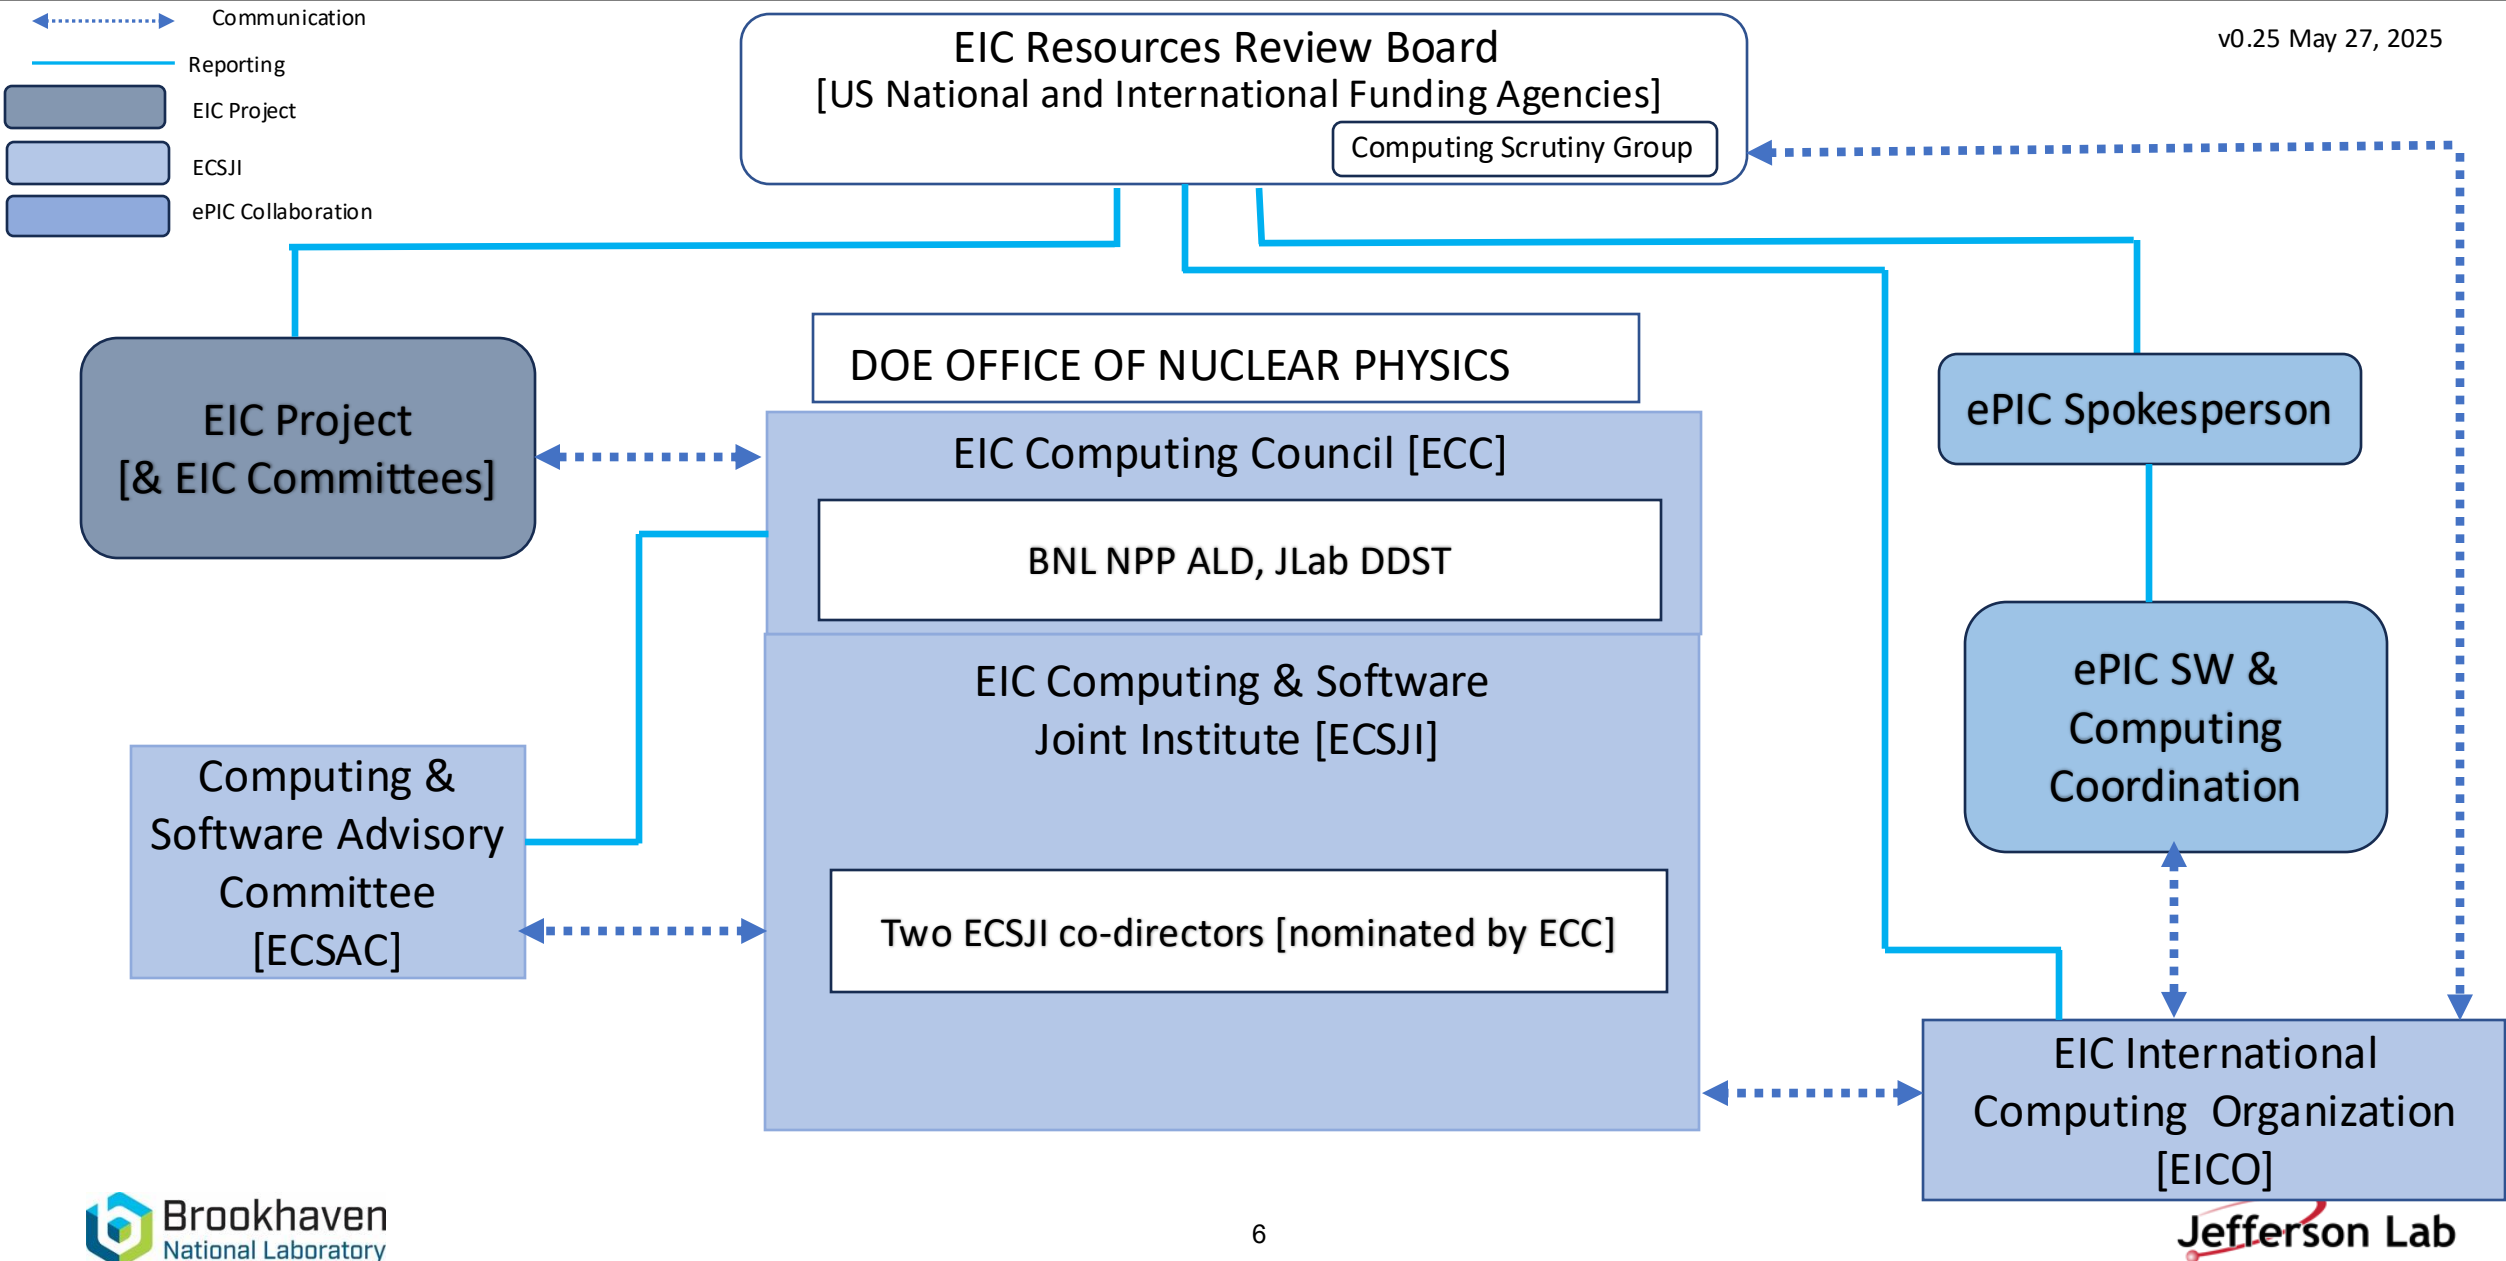 Communication
Reporting
EIC Project
ECSJI
ePIC Collaboration
EIC Resources Review Board
[US National and International Funding Agencies]
Computing Scrutiny Group
v0.25 May 27, 2025
EIC Project
[& EIC Committees]
DOE OFFICE OF NUCLEAR PHYSICS
EIC Computing Council [ECC]
BNL NPP ALD, JLab DDST
ePIC Spokesperson
EIC Computing & Software
Joint Institute [ECSJI]
Two ECSJI co-directors [nominated by ECC]
ePIC SW &
Computing
Coordination
Computing &
Software Advisory
Committee
[ECSAC]
EIC International
Computing Organization
[EICO]
Brookhaven
National Laboratory
6
Jefferson Lab